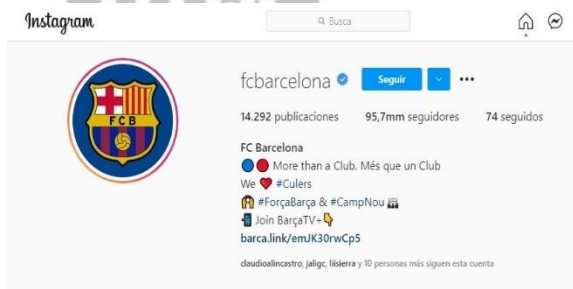 Instagram
Busca
fcbarcelona
Seguir
14.292 publicaciones 95,7mm seguidores 74 seguidos
FC Barcelona
More than a Club. Més que un Club
We ❤️ #Culers
#ForçaBarça & #CampNou
Join BarçaTV+
barca.link/emJK30rwCp5
claudioalincastro, jaligc, liisierra y 10 personas más siguen esta cuenta
FCB